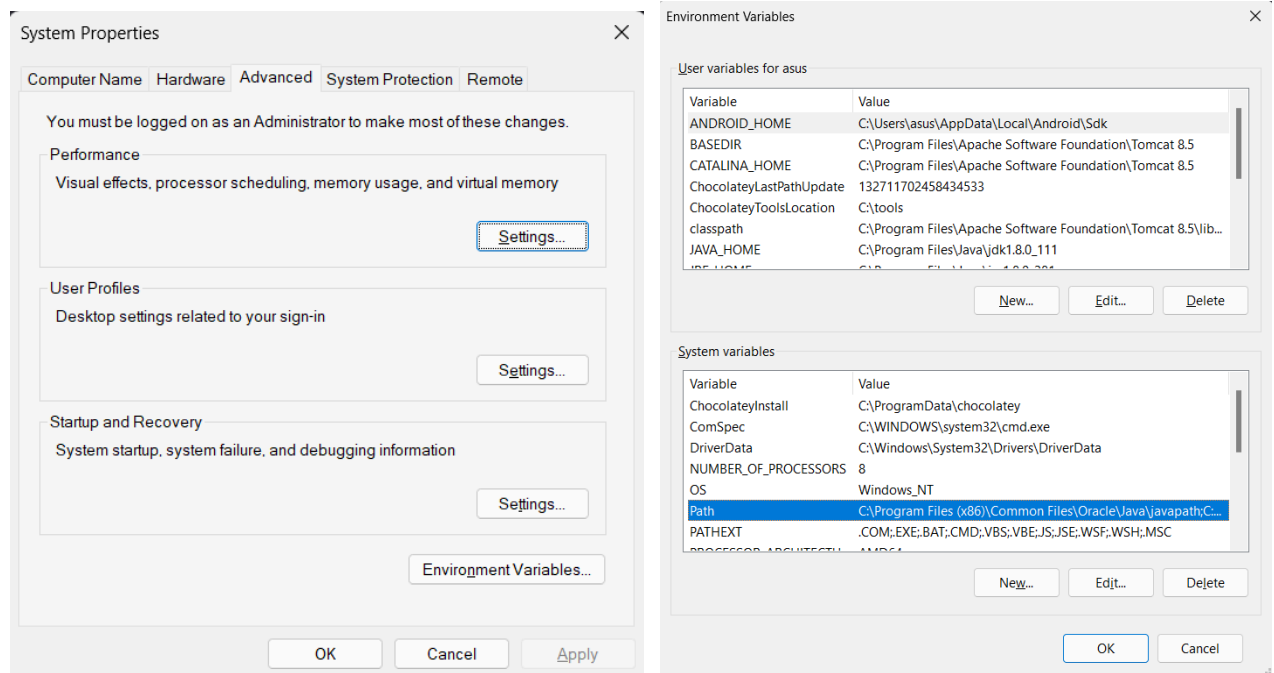 System Properties
Computer Name Hardware Advanced System Protection Remote
You must be logged on as an Administrator to make most of these changes.
Performance
Visual effects, processor scheduling, memory usage, and virtual memory
Settings...
User Profiles
Desktop settings related to your sign-in
Settings...
Startup and Recovery
System startup, system failure, and debugging information
Settings...
Environment Variables...
OK Cancel Apply
Environment Variables
User variables for asus
Variable Value
ANDROID_HOME C:\Users\asus\AppData\Local\Android\Sdk
BASEDIR C:\Program Files\Apache Software Foundation\Tomcat 8.5
CATALINA_HOME C:\Program Files\Apache Software Foundation\Tomcat 8.5
ChocolateyLastPathUpdate 132711702458434533
ChocolateyToolsLocation C:\tools
classpath C:\Program Files\Apache Software Foundation\Tomcat 8.5\lib...
JAVA_HOME C:\Program Files\Java\jdk1.8.0_111
New... Edit... Delete
System variables
Variable Value
ChocolateyInstall C:\ProgramData\chocolatey
ComSpec C:\WINDOWS\system32\cmd.exe
DriverData C:\Windows\System32\Drivers\DriverData
NUMBER_OF_PROCESSORS 8
OS Windows_NT
Path C:\Program Files (x86)\Common Files\Oracle\Java\javapath;C:...
PATHEXT .COM;.EXE;.BAT;.CMD;.VBS;.VBE;.JS;.JSE;.WSF;.WSH;.MSC
New... Edit... Delete
OK Cancel